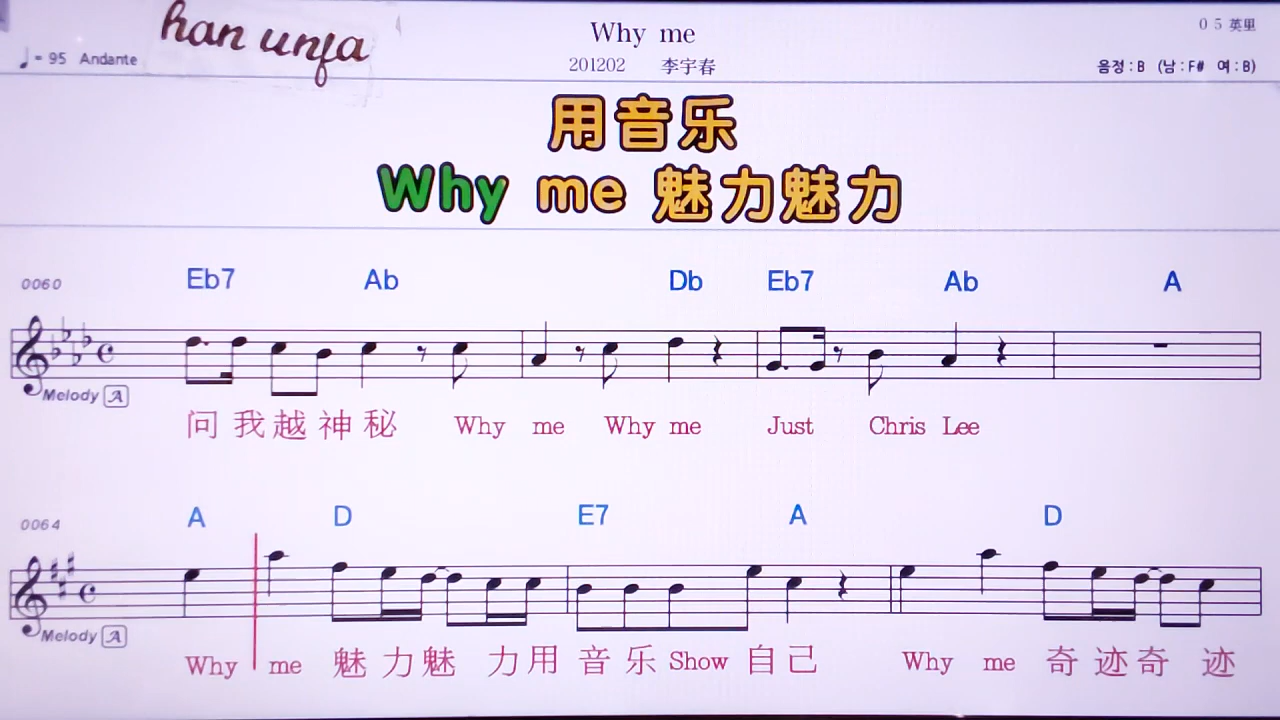 han unfa
Why me
05英里
♩= 95 Andante
201202 李宇春
음정:B (남:F# 여:B)
用音乐
Why me 魅力魅力
0060 Eb7 Ab Db Eb7 Ab A
Melody A
问我越神秘 Why me Why me Just Chris Lee
0064 A D E7 A D
Melody A
Why me 魅力魅 力用音乐 Show 自己 Why me 奇迹奇 迹